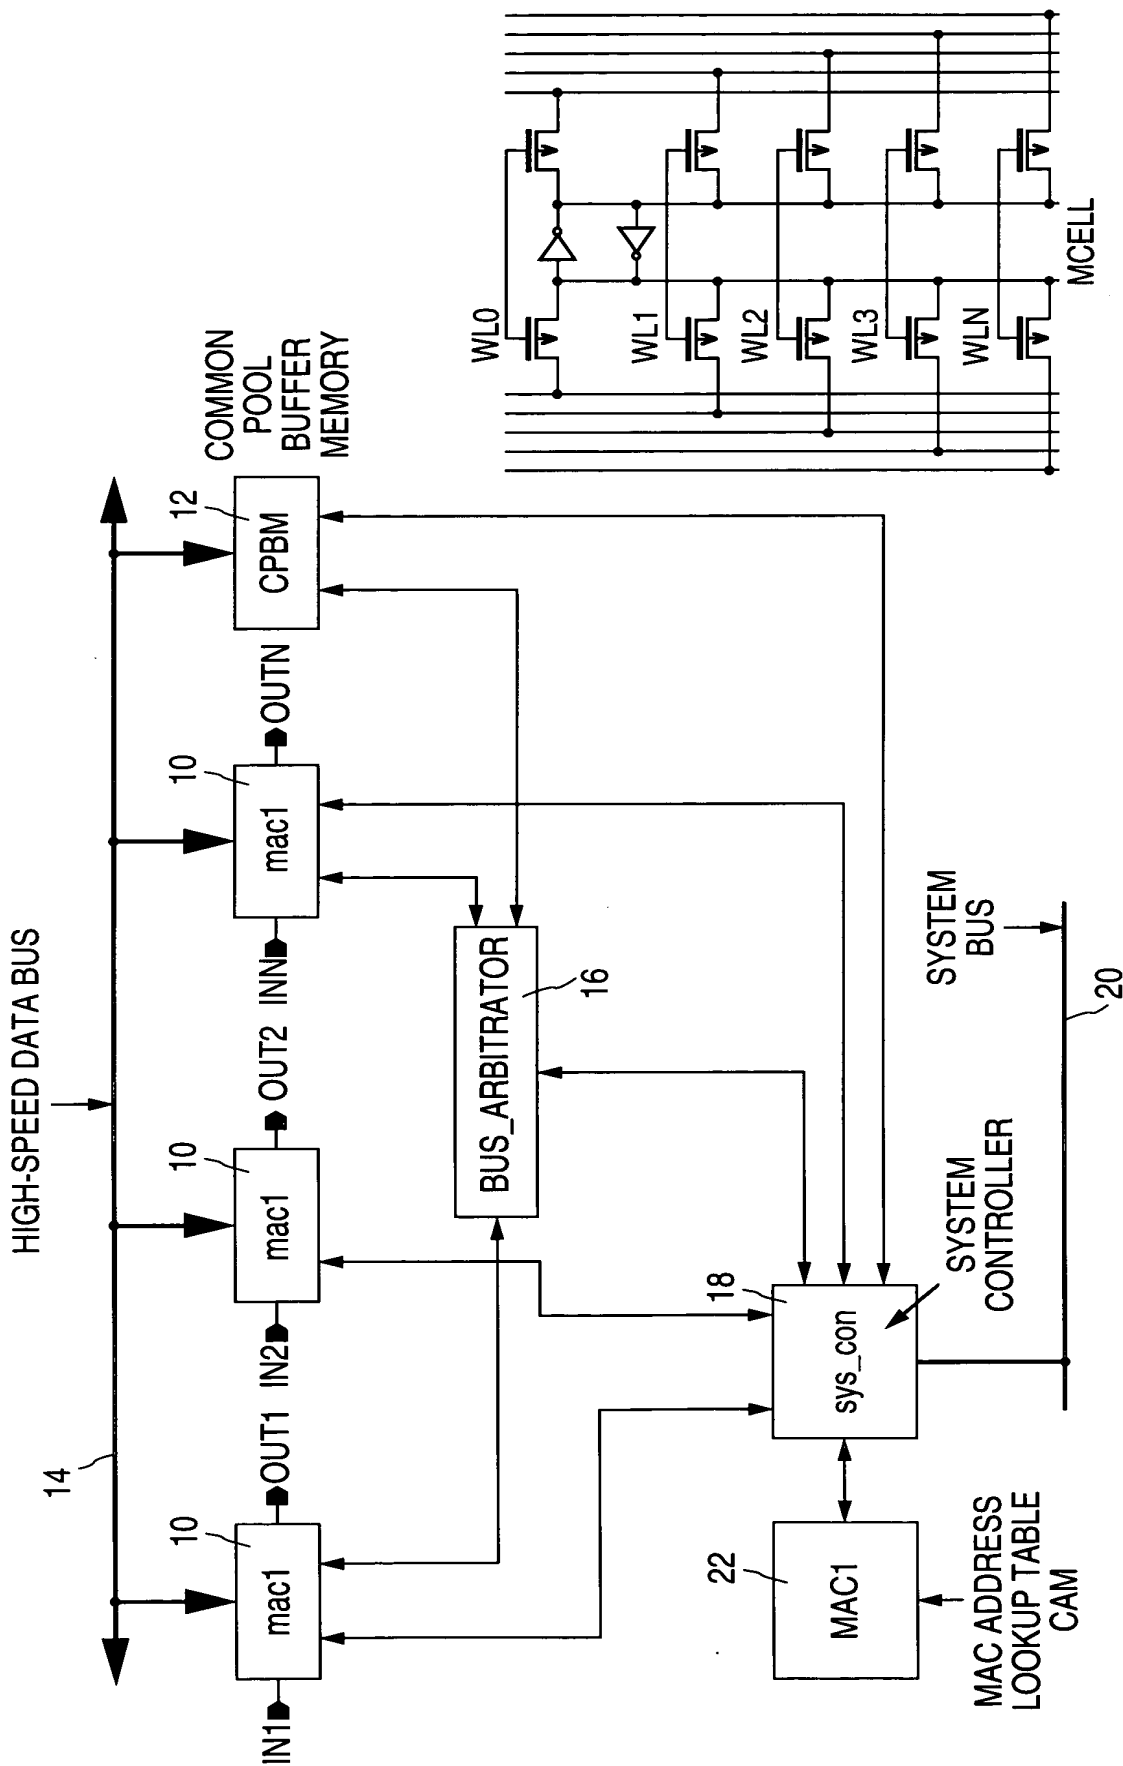 HIGH-SPEED DATA BUS
14
10
10
10
12
COMMON
POOL
BUFFER
MEMORY
IN1
mac1
OUT1
IN2
mac1
OUT2
INN
mac1
OUTN
CPBM
BUS_ARBITRATOR
16
18
sys_con
SYSTEM
CONTROLLER
22
MAC1
MAC ADDRESS
LOOKUP TABLE
CAM
SYSTEM
BUS
20
WL0
WL1
WL2
WL3
WLN
MCELL